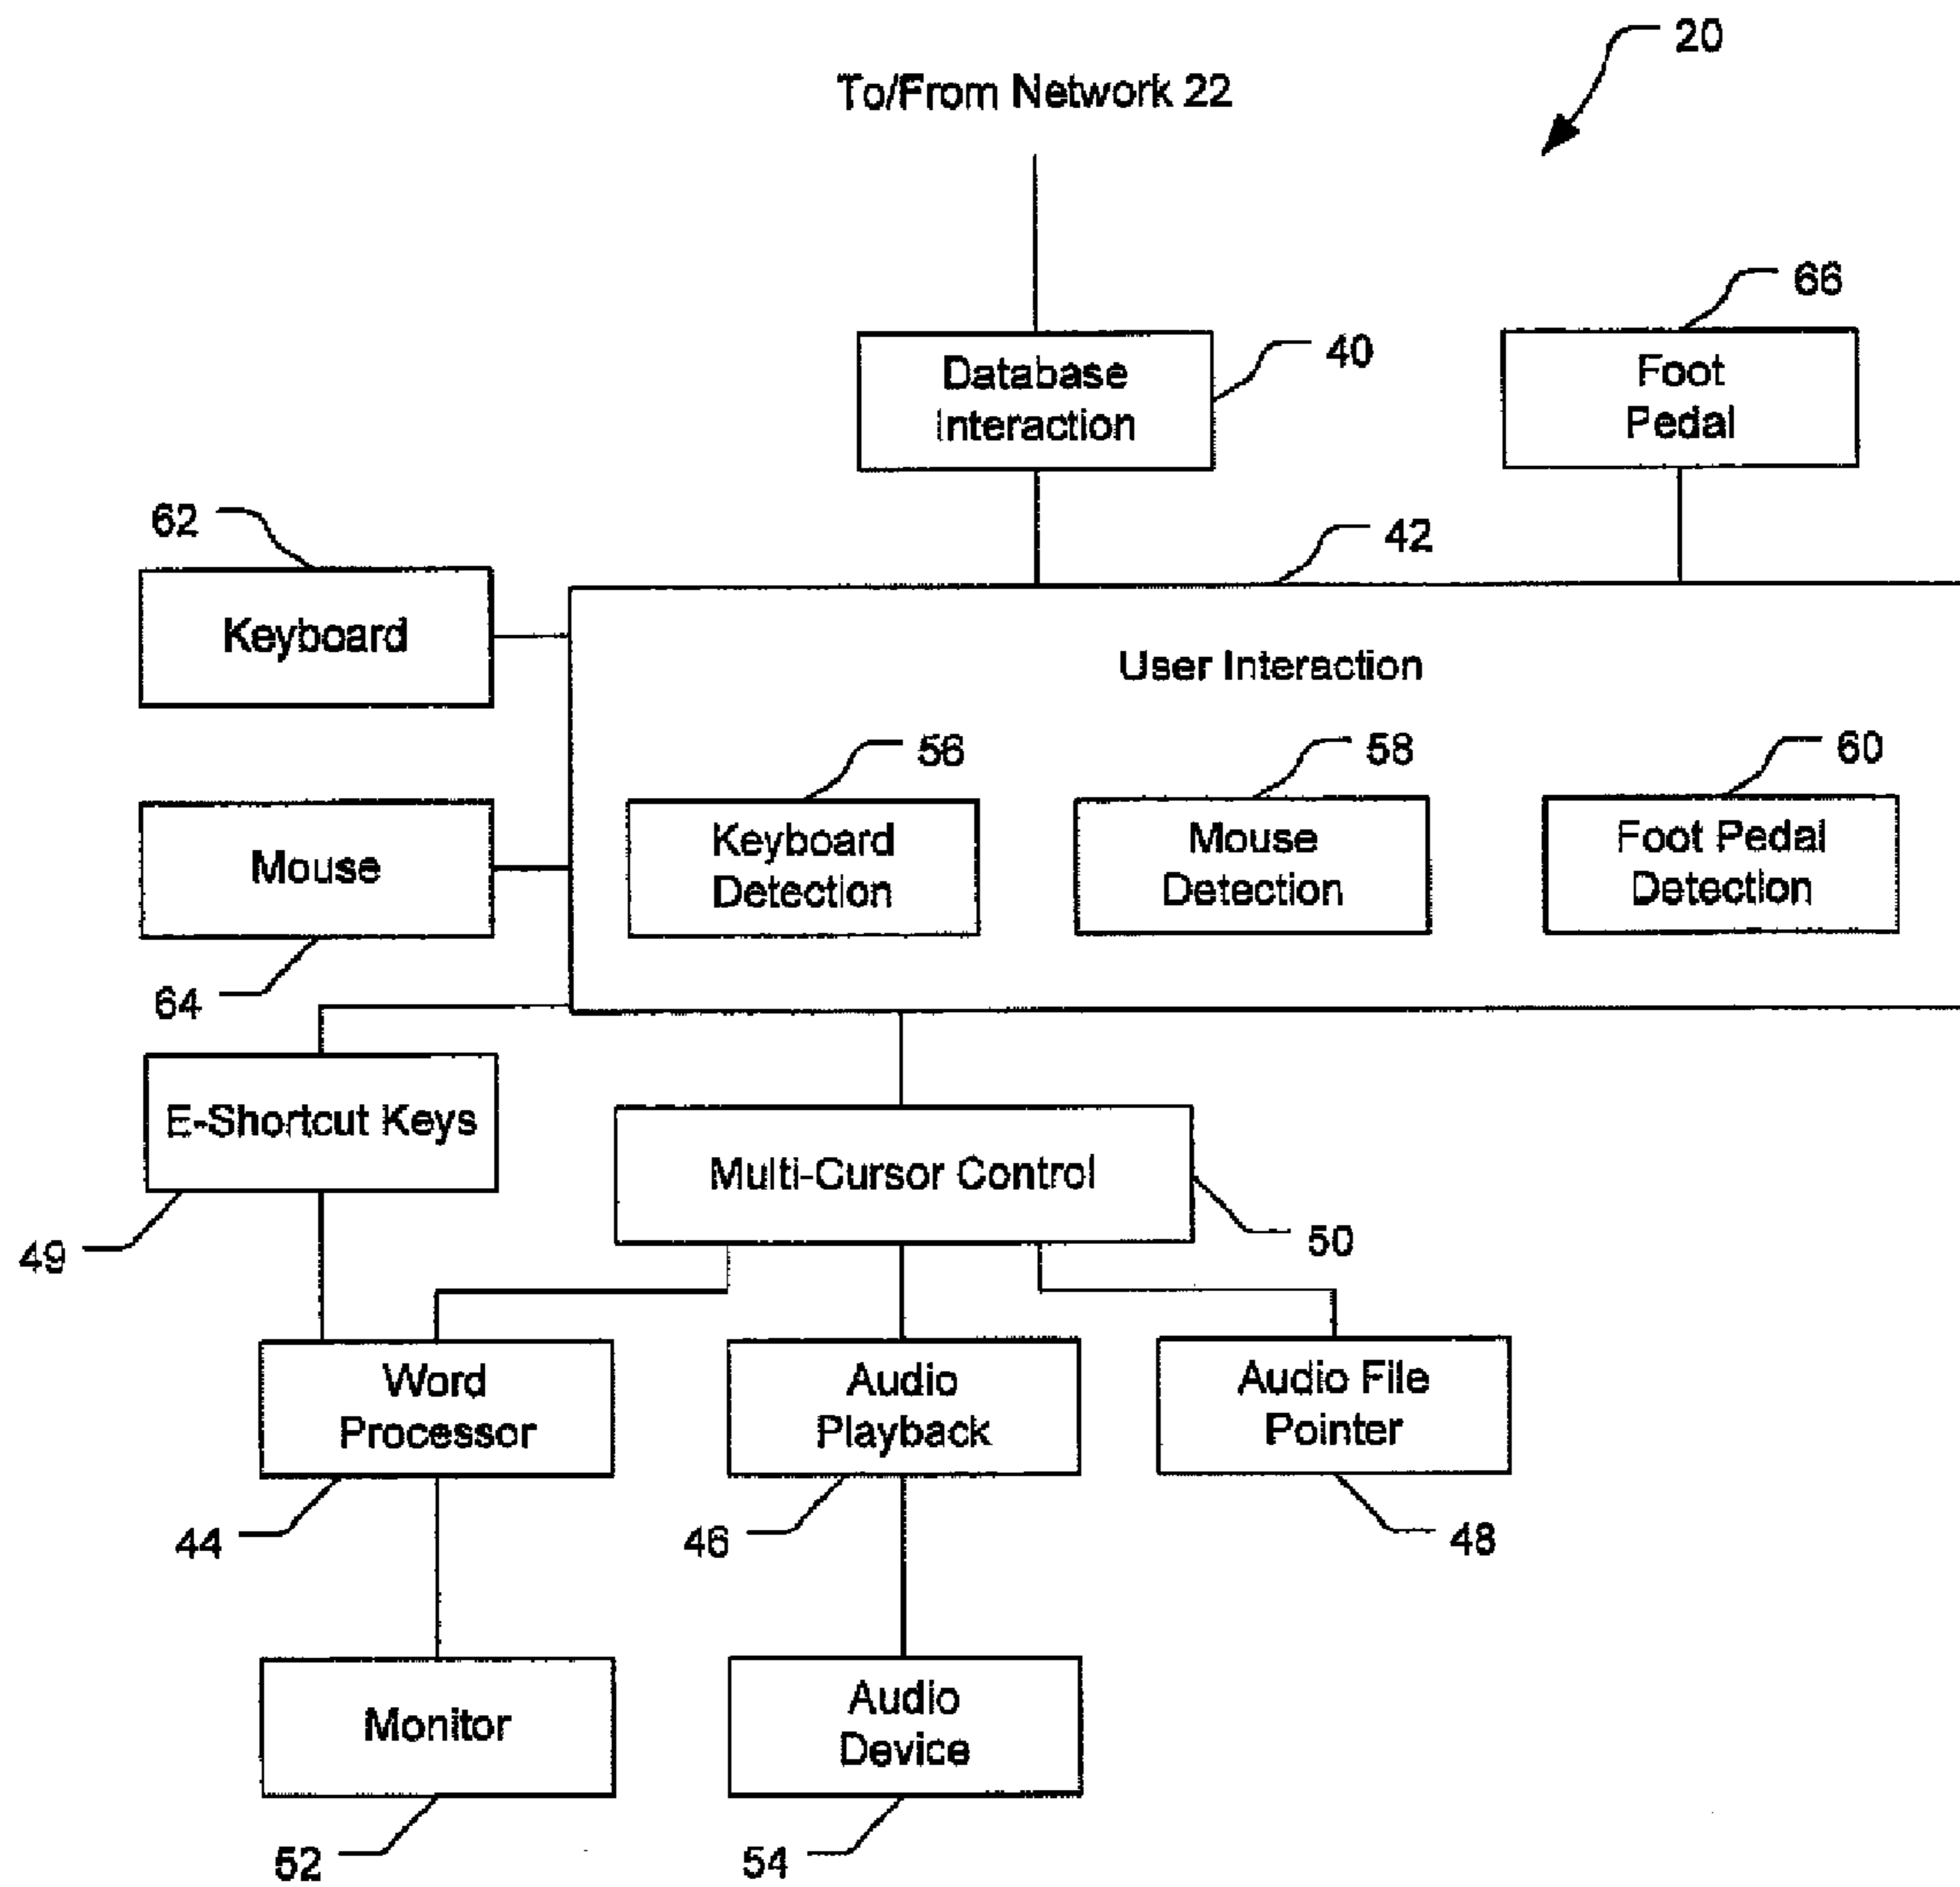 20
To/From Network 22
66
40
Database
Interaction
Foot
Pedal
62
42
Keyboard
User Interaction
56
58
60
Mouse
Keyboard
Detection
Mouse
Detection
Foot Pedal
Detection
64
E-Shortcut Keys
Multi-Cursor Control
49
50
Word
Processor
Audio
Playback
Audio File
Pointer
44
46
48
Monitor
Audio
Device
52
54